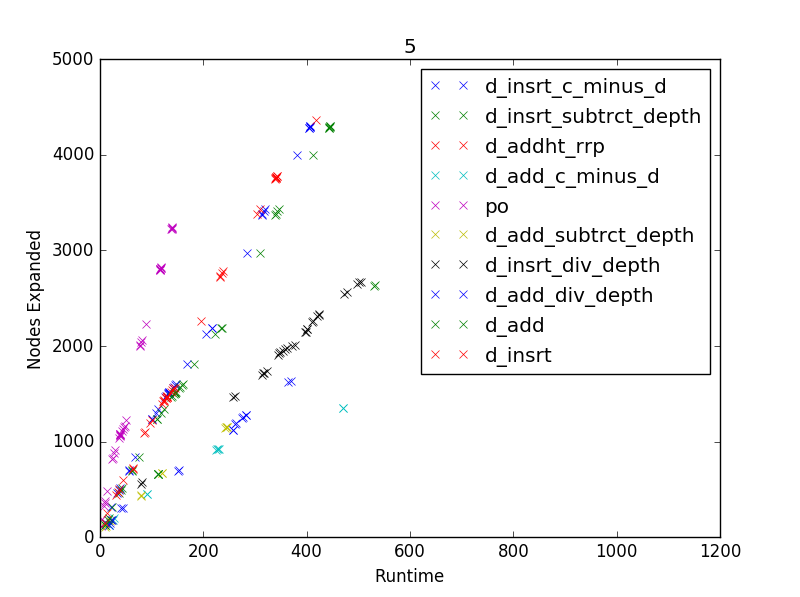 5
5000
4000
3000
2000
1000
0
Nodes Expanded
0
200
400
600
800
1000
1200
Runtime
d_insrt_c_minus_d
d_insrt_subtrct_depth
d_addht_rrp
d_add_c_minus_d
po
d_add_subtrct_depth
d_insrt_div_depth
d_add_div_depth
d_add
d_insrt